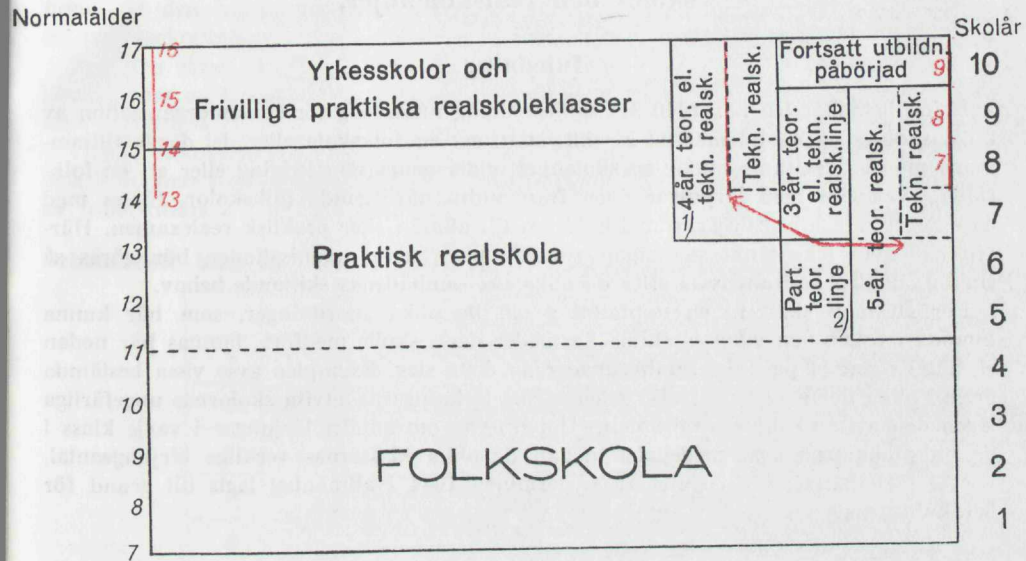 Normalålder
Skolår
17
16
15
14
13
12
11
10
9
8
7
16
15
14
13
Yrkesskolor och
Frivilliga praktiska realskoleklasser
Praktisk realskola
FOLKSKOLA
1) 4-år. teor. el.
tekn. realsk.
Tekn. realsk.
Fortsatt utbildn.
påbörjad
3-år. teor.
el. tekn.
realsk.linje
Part.
teor.
linje
2)
5-år. teor. realsk.
Tekn. realsk.
9
8
7
10
9
8
7
6
5
4
3
2
1